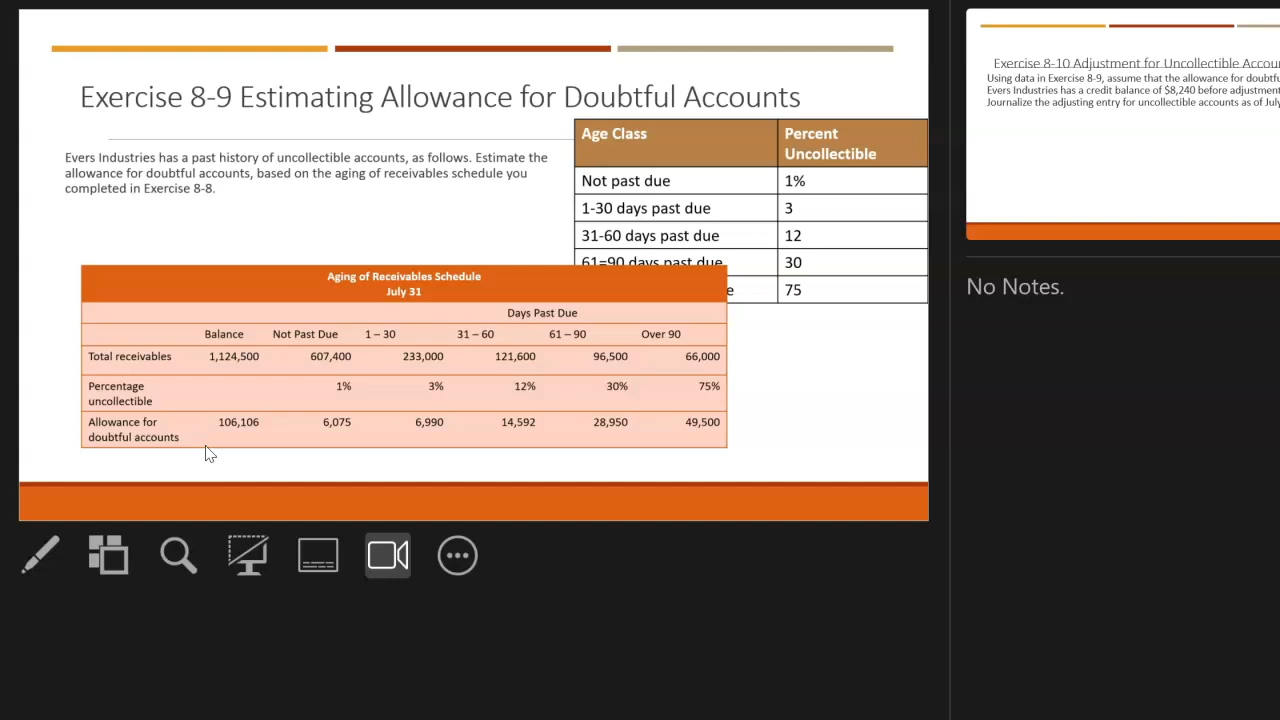 Exercise 8-9 Estimating Allowance for Doubtful Accounts
Evers Industries has a past history of uncollectible accounts, as follows. Estimate the
allowance for doubtful accounts, based on the aging of receivables schedule you
completed in Exercise 8-8.
Age Class Percent
Uncollectible
Not past due 1%
1-30 days past due 3
31-60 days past due 12
61=90 days past due 30
e 75
Aging of Receivables Schedule
July 31
Days Past Due
Balance Not Past Due 1 – 30 31 – 60 61 – 90 Over 90
Total receivables 1,124,500 607,400 233,000 121,600 96,500 66,000
Percentage 1% 3% 12% 30% 75%
uncollectible
Allowance for 106,106 6,075 6,990 14,592 28,950 49,500
doubtful accounts
Exercise 8-10 Adjustment for Uncollectible Accou
Using data in Exercise 8-9, assume that the allowance for doubtfu
Evers Industries has a credit balance of $8,240 before adjustment
Journalize the adjusting entry for uncollectible accounts as of July
No Notes.